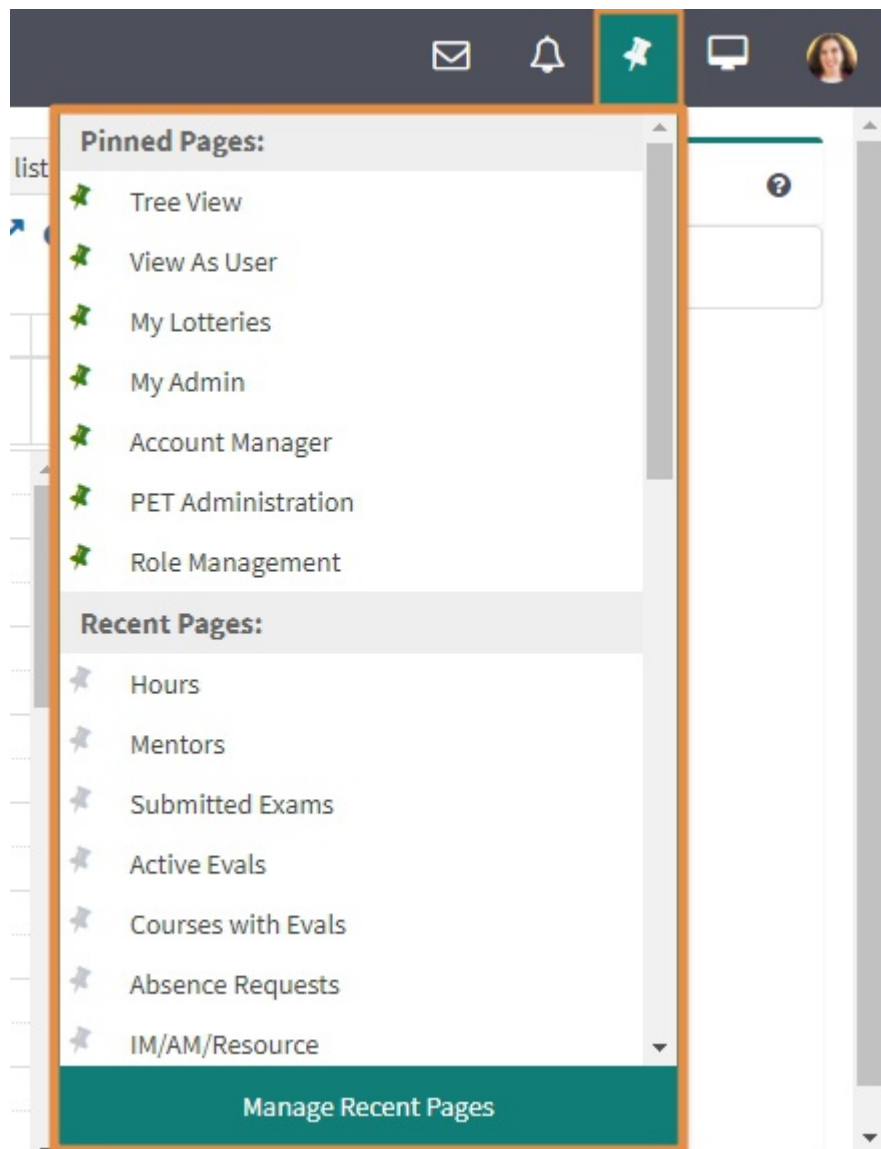 Pinned Pages:
list
Tree View
View As User
My Lotteries
My Admin
Account Manager
PET Administration
Role Management
Recent Pages:
Hours
Mentors
Submitted Exams
Active Evals
Courses with Evals
Absence Requests
IM/AM/Resource
Manage Recent Pages